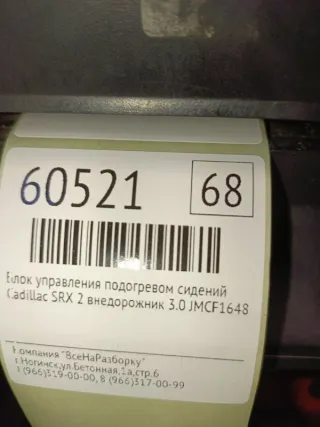 60521
68
Блок управления подогревом сидений
Cadillac SRX 2 внедорожник 3.0 JMCF1648
Компания "ВсеНаРазборку"
г.Ногинск,ул.Бетонная,1а,стр.6
8 (966)319-00-00, 8 (966)317-00-99